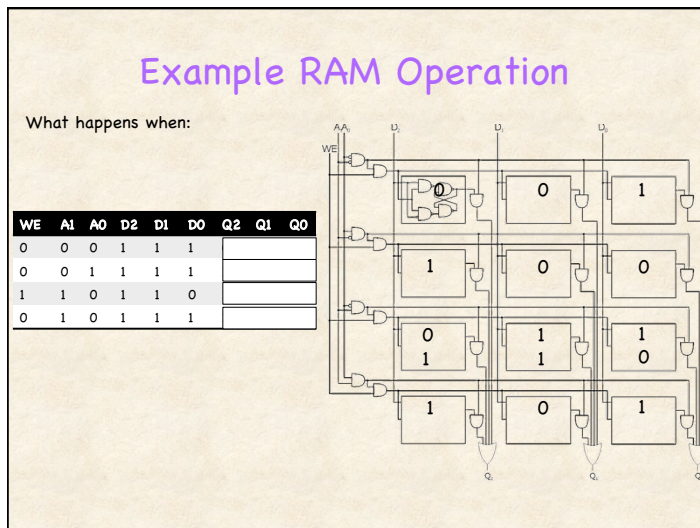 Example RAM Operation
What happens when:
WE A1 A0 D2 D1 D0 Q2 Q1 Q0
0 0 0 1 1 1
0 0 1 1 1 1
1 1 0 1 1 0
0 1 0 1 1 1
WE
0 0 1
1 0 0
0 1 1
1 1 0
1 0 1